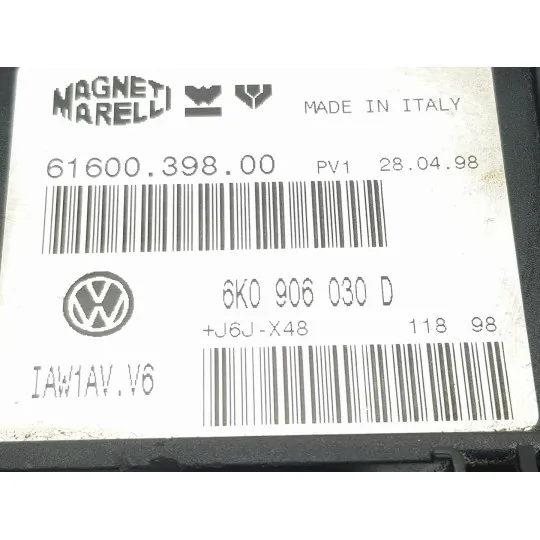 MAGNETI
MARELLI
MADE IN ITALY
61600.398.00 PV1 28.04.98
6K0 906 030 D
+J6J-X48 118 98
IAW1AV.V6